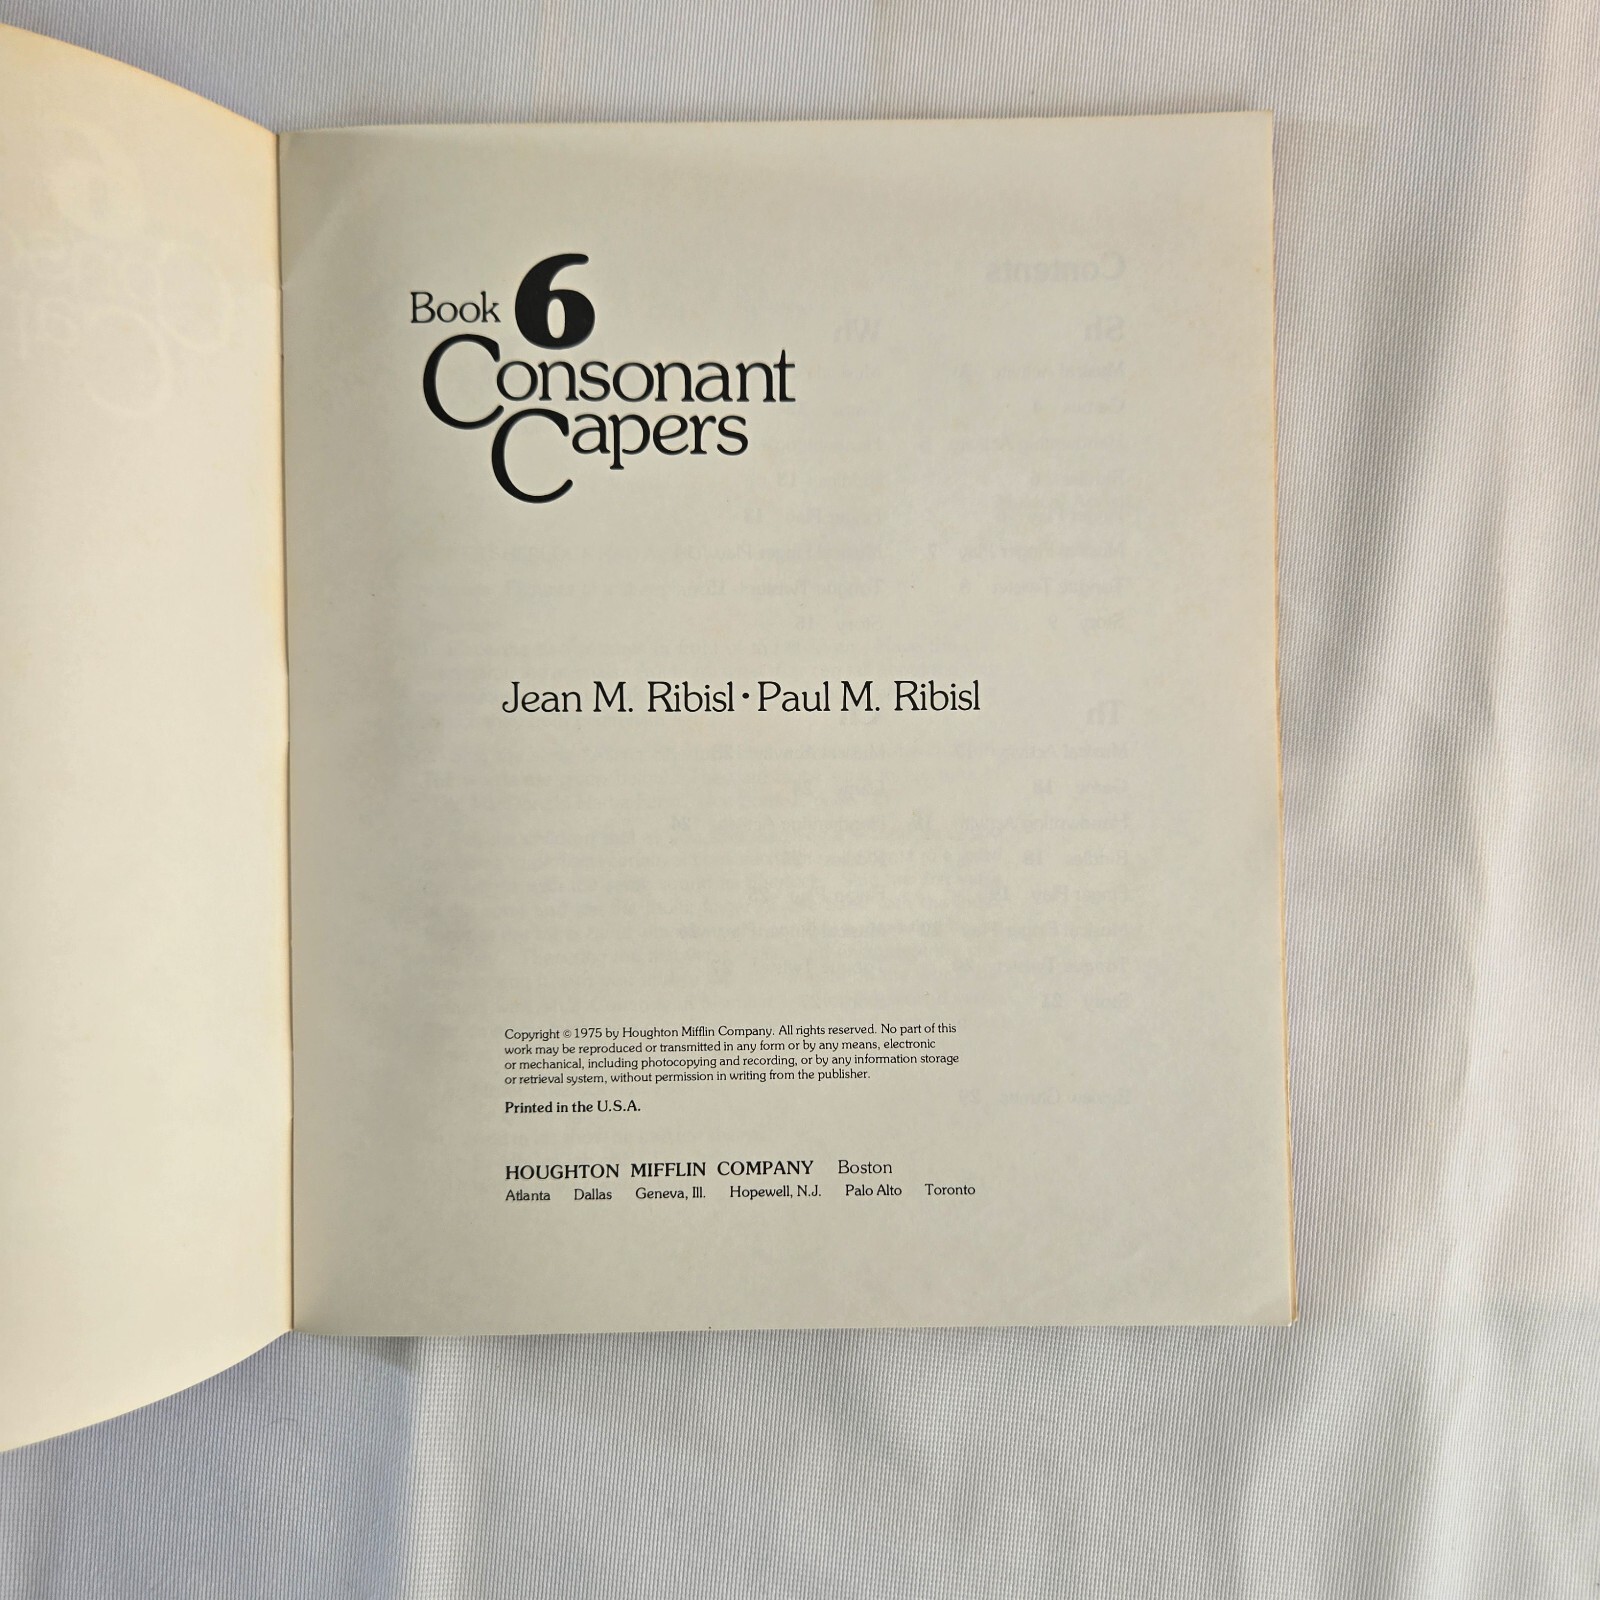 Book 6
Consonant
Capers
Jean M. Ribisl • Paul M. Ribisl
Copyright © 1975 by Houghton Mifflin Company. All rights reserved. No part of this
work may be reproduced or transmitted in any form or by any means, electronic
or mechanical, including photocopying and recording, or by any information storage
or retrieval system, without permission in writing from the publisher.
Printed in the U.S.A.
HOUGHTON MIFFLIN COMPANY Boston
Atlanta Dallas Geneva, Ill. Hopewell, N.J. Palo Alto Toronto